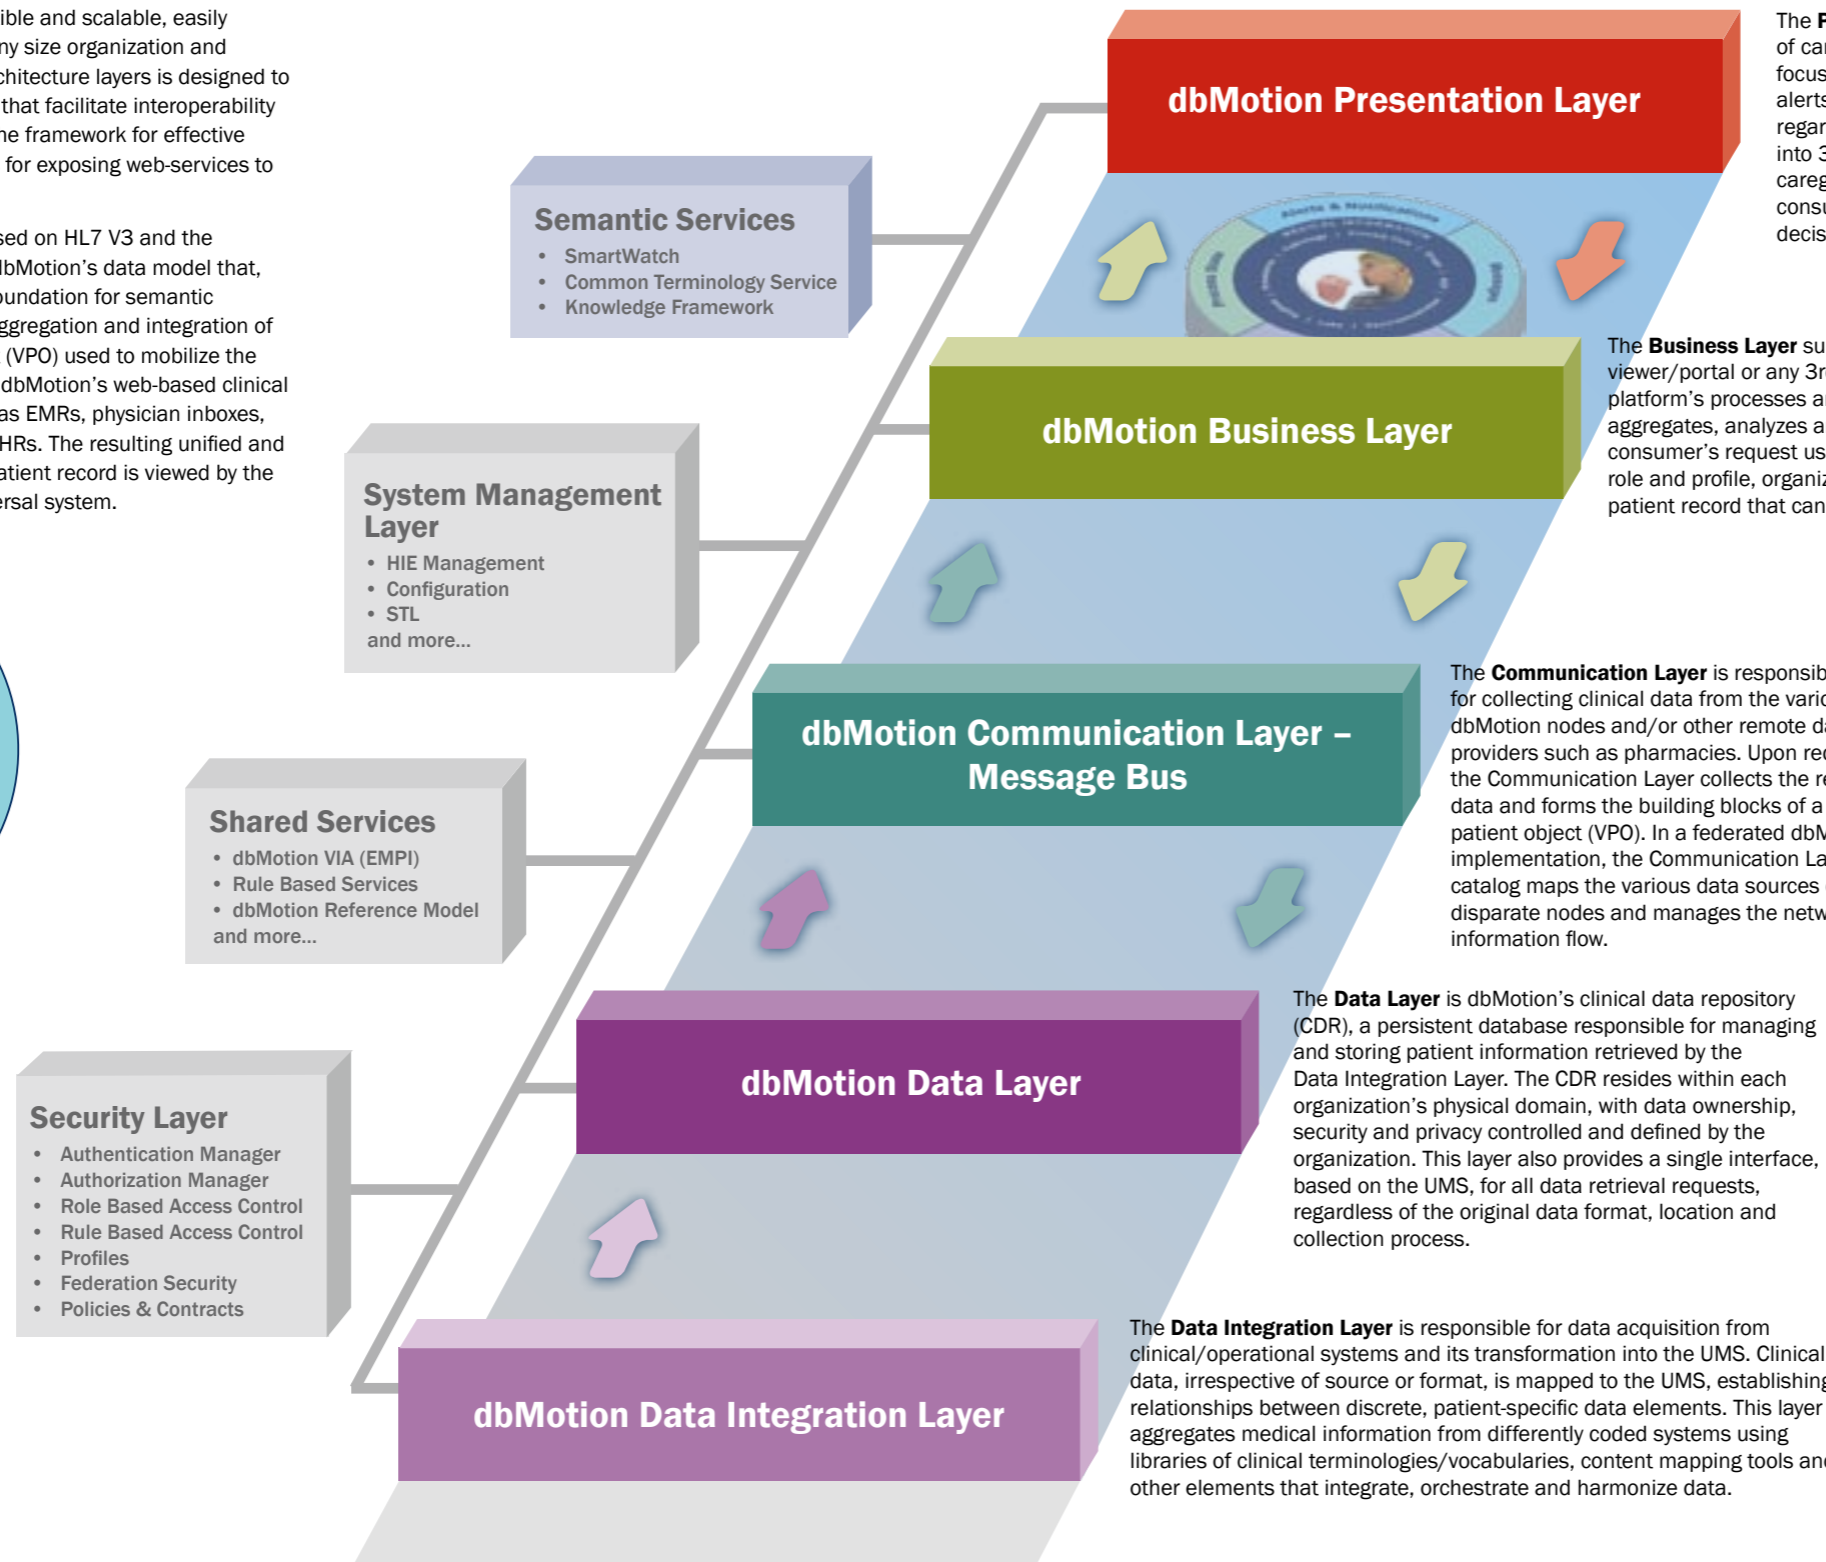 ible and scalable, easily
ny size organization and
chitecture layers is designed to
that facilitate interoperability
ne framework for effective
for exposing web-services to
sed on HL7 V3 and the
dbMotion's data model that,
oundation for semantic
ggregation and integration of
(VPO) used to mobilize the
dbMotion's web-based clinical
as EMRs, physician inboxes,
HRs. The resulting unified and
atient record is viewed by the
ersal system.
dbMotion Presentation Layer
The P
of car
focus
alerts
regar
into 3
careg
consu
decis
Semantic Services
• SmartWatch
• Common Terminology Service
• Knowledge Framework
Alerts & Notifications
dbMotion Business Layer
The Business Layer su
viewer/portal or any 3r
platform's processes a
aggregates, analyzes a
consumer's request us
role and profile, organiz
patient record that can
System Management
Layer
• HIE Management
• Configuration
• STL
and more...
dbMotion Communication Layer –
Message Bus
The Communication Layer is responsib
for collecting clinical data from the vario
dbMotion nodes and/or other remote da
providers such as pharmacies. Upon rec
the Communication Layer collects the re
data and forms the building blocks of a
patient object (VPO). In a federated dbM
implementation, the Communication La
catalog maps the various data sources
disparate nodes and manages the netw
information flow.
Shared Services
• dbMotion VIA (EMPI)
• Rule Based Services
• dbMotion Reference Model
and more...
dbMotion Data Layer
The Data Layer is dbMotion's clinical data repository
(CDR), a persistent database responsible for managing
and storing patient information retrieved by the
Data Integration Layer. The CDR resides within each
organization's physical domain, with data ownership,
security and privacy controlled and defined by the
organization. This layer also provides a single interface,
based on the UMS, for all data retrieval requests,
regardless of the original data format, location and
collection process.
Security Layer
• Authentication Manager
• Authorization Manager
• Role Based Access Control
• Rule Based Access Control
• Profiles
• Federation Security
• Policies & Contracts
dbMotion Data Integration Layer
The Data Integration Layer is responsible for data acquisition from
clinical/operational systems and its transformation into the UMS. Clinical
data, irrespective of source or format, is mapped to the UMS, establishing
relationships between discrete, patient-specific data elements. This layer
aggregates medical information from differently coded systems using
libraries of clinical terminologies/vocabularies, content mapping tools and
other elements that integrate, orchestrate and harmonize data.